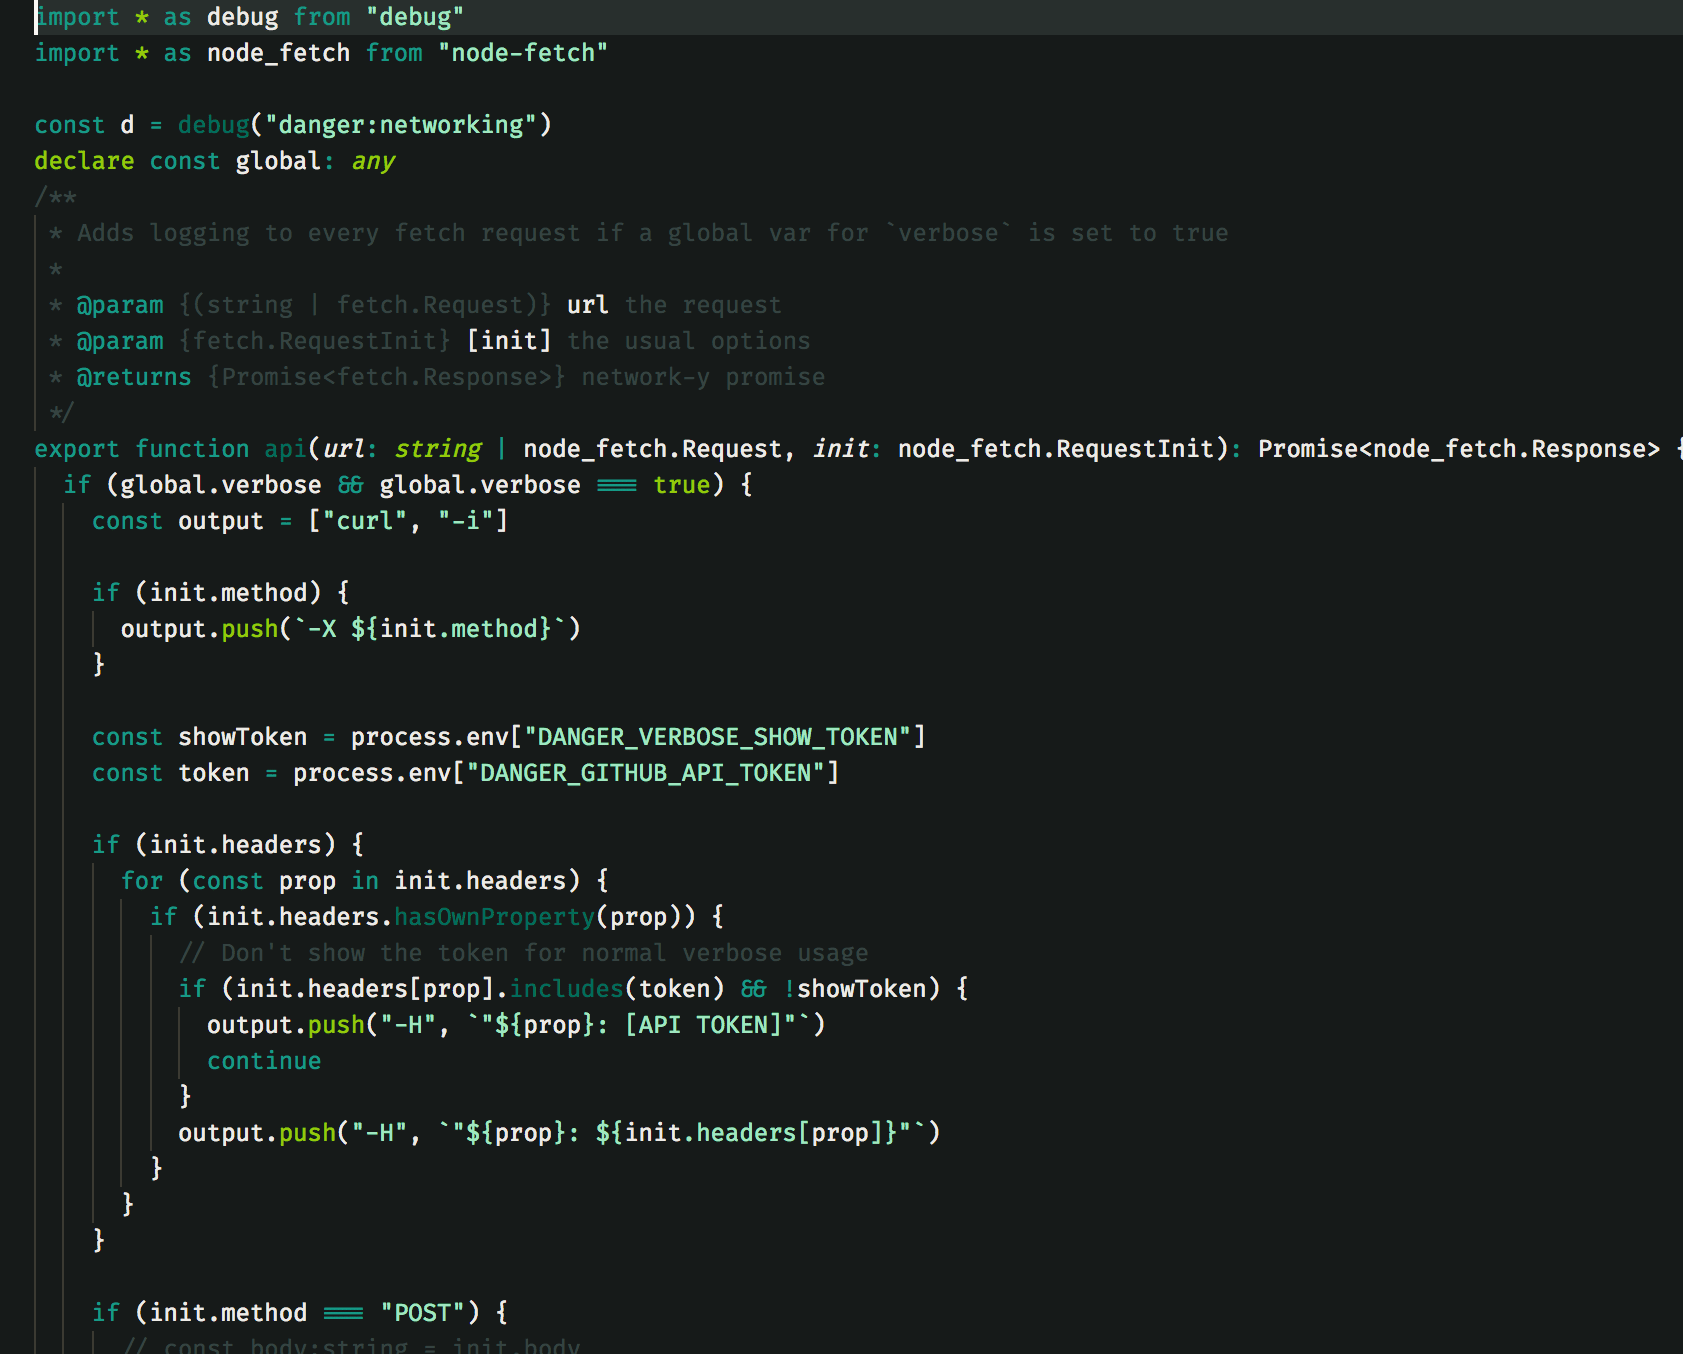 import * as debug from "debug"
import * as node_fetch from "node-fetch"

const d = debug("danger:networking")
declare const global: any
/**
 * Adds logging to every fetch request if a global var for `verbose` is set to true
 *
 * @param {(string | fetch.Request)} url the request
 * @param {fetch.RequestInit} [init] the usual options
 * @returns {Promise<fetch.Response>} network-y promise
 */
export function api(url: string | node_fetch.Request, init: node_fetch.RequestInit): Promise<node_fetch.Response> {
  if (global.verbose && global.verbose === true) {
    const output = ["curl", "-i"]

    if (init.method) {
      output.push(`-X ${init.method}`)
    }

    const showToken = process.env["DANGER_VERBOSE_SHOW_TOKEN"]
    const token = process.env["DANGER_GITHUB_API_TOKEN"]

    if (init.headers) {
      for (const prop in init.headers) {
        if (init.headers.hasOwnProperty(prop)) {
          // Don't show the token for normal verbose usage
          if (init.headers[prop].includes(token) && !showToken) {
            output.push("-H", `"${prop}: [API TOKEN]"`)
            continue
          }
          output.push("-H", `"${prop}: ${init.headers[prop]}"`)
        }
      }
    }

    if (init.method === "POST") {
      // const body:string = init.body